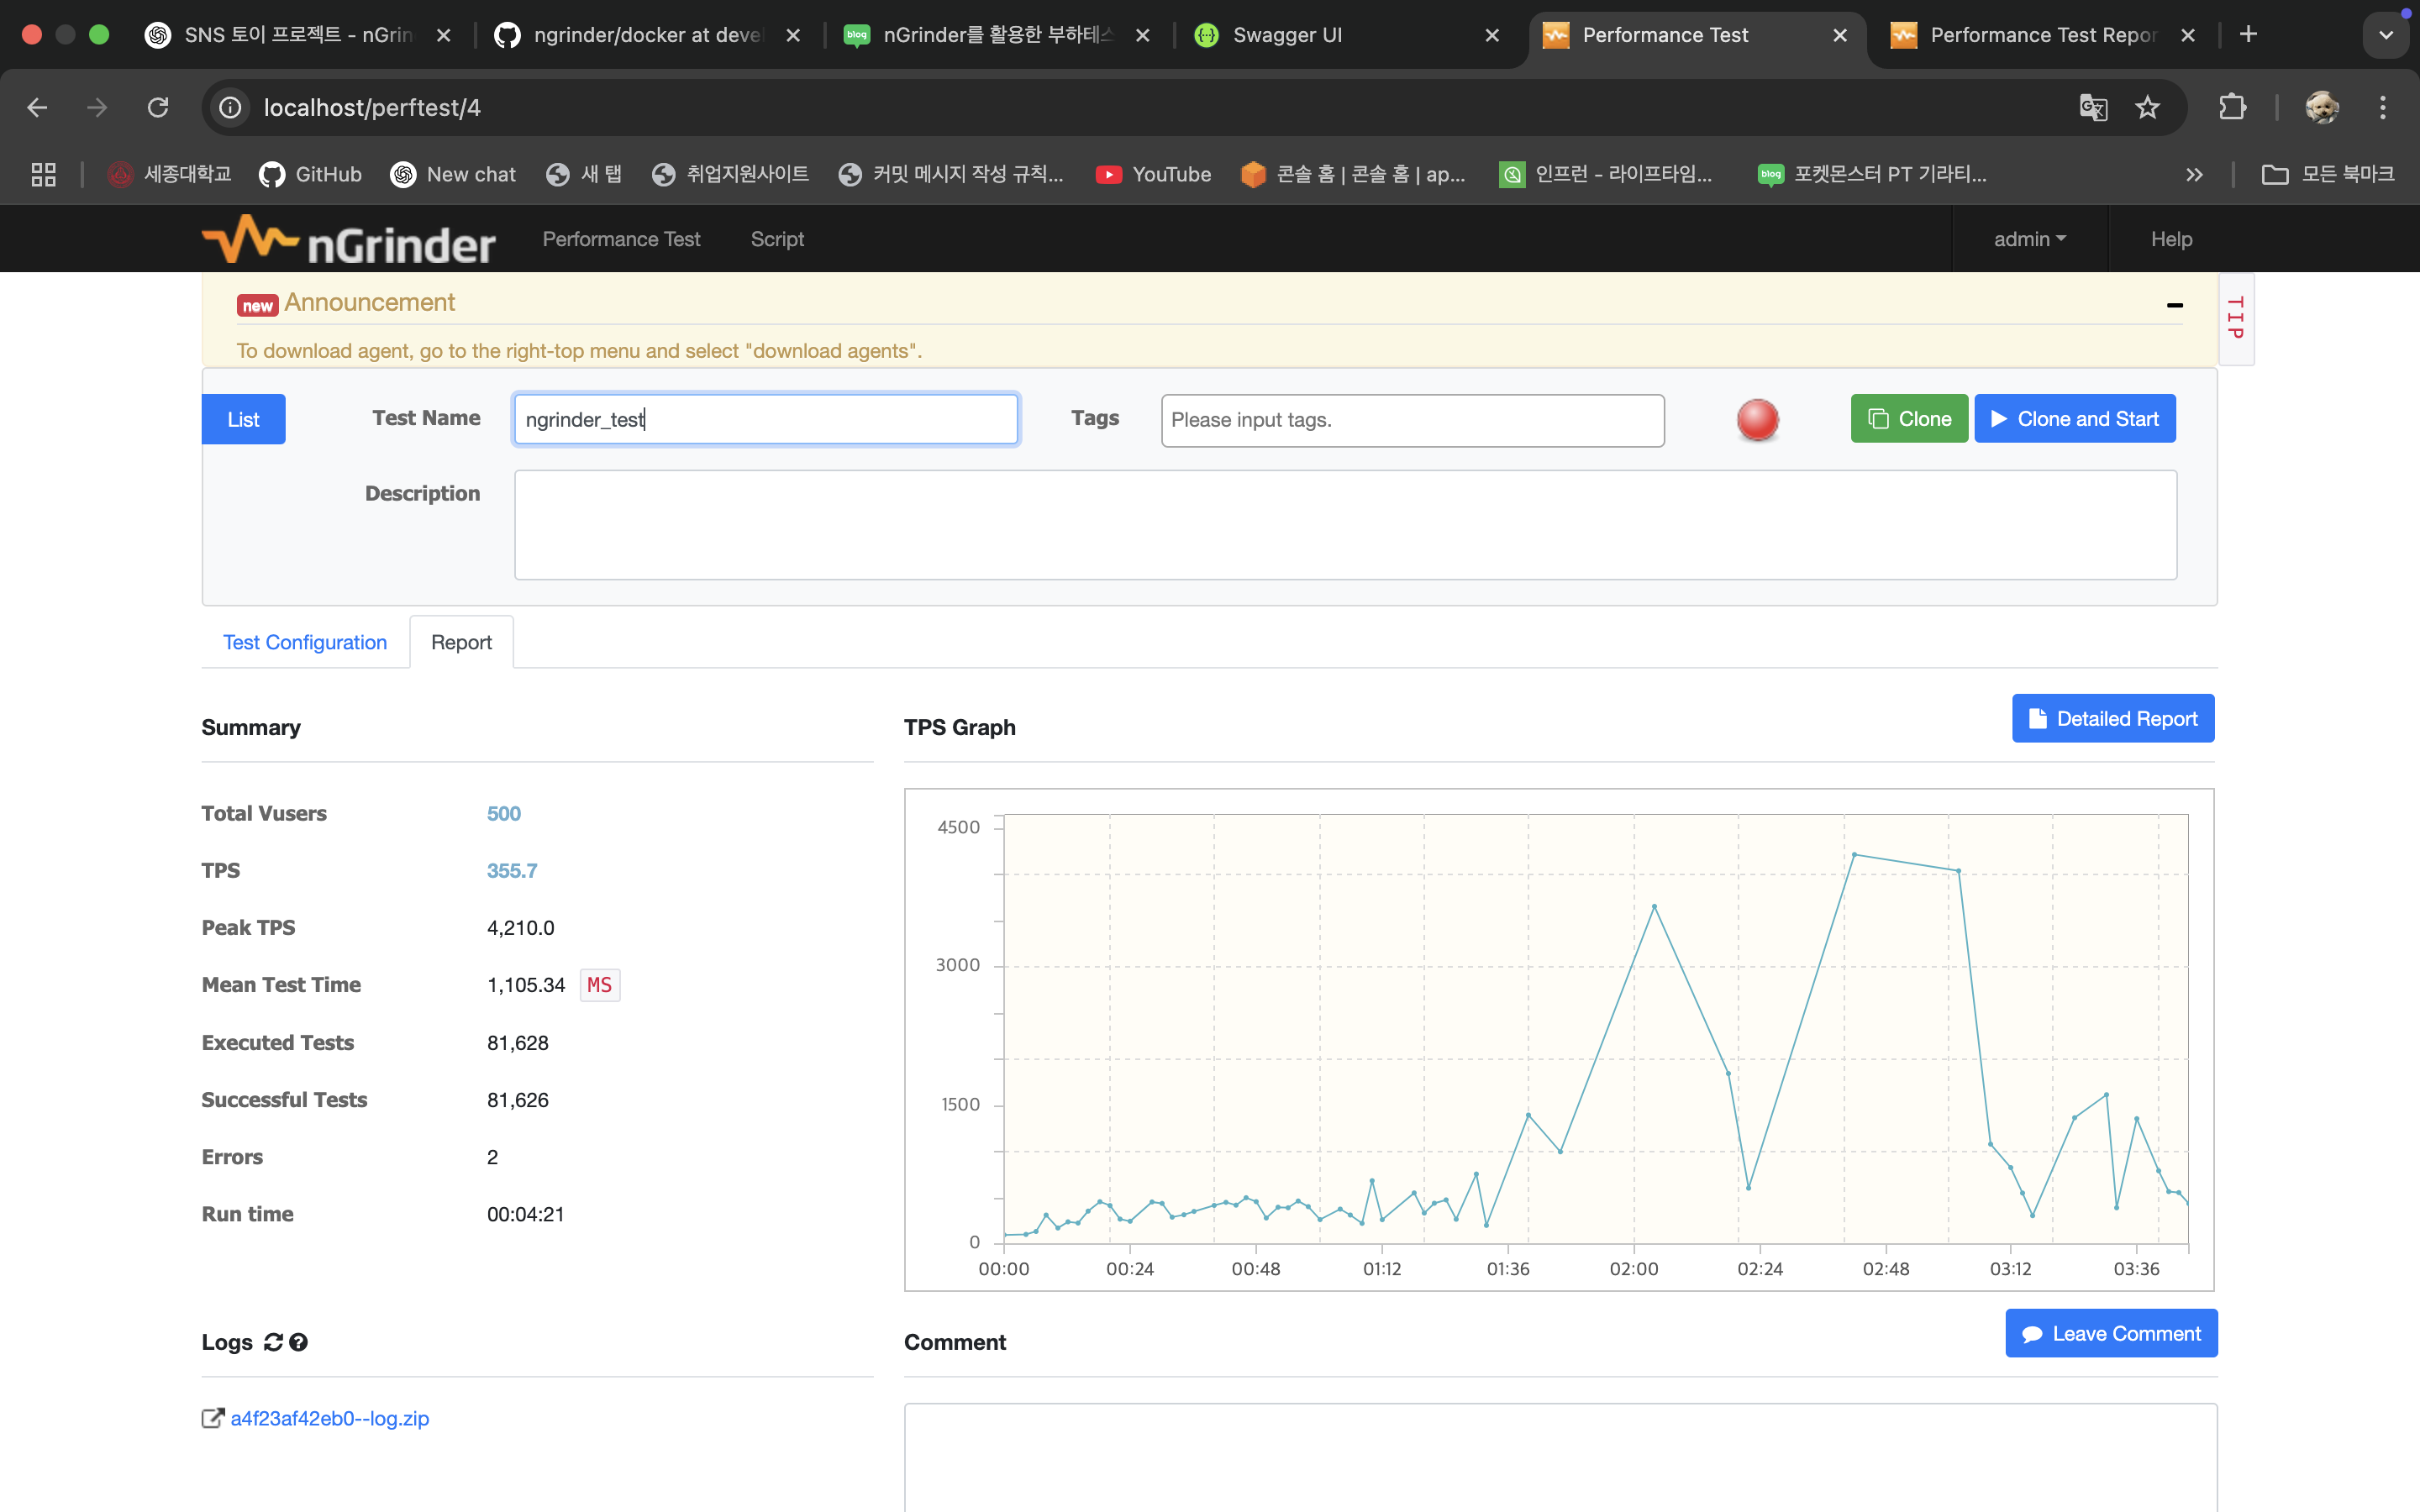 SNS 토이 프로젝트 - nGrin
ngrinder/docker at deve
blog nGrinder를 활용한 부하테스
Swagger UI
Performance Test
Performance Test Repor
localhost/perftest/4
세종대학교
GitHub
New chat
새 탭
취업지원사이트
커밋 메시지 작성 규칙...
YouTube
콘솔 홈 | 콘솔 홈 | ap...
인프런 - 라이프타임...
blog 포켓몬스터 PT 기라티...
모든 북마크
nGrinder
Performance Test
Script
admin
Help
new Announcement
To download agent, go to the right-top menu and select "download agents".
TIP
List
Test Name
ngrinder_test
Tags
Please input tags.
Clone
Clone and Start
Description
Test Configuration
Report
Summary
Total Vusers 500
TPS 355.7
Peak TPS 4,210.0
Mean Test Time 1,105.34 MS
Executed Tests 81,628
Successful Tests 81,626
Errors 2
Run time 00:04:21
TPS Graph
Detailed Report
4500
3000
1500
0
00:00 00:24 00:48 01:12 01:36 02:00 02:24 02:48 03:12 03:36
Logs
a4f23af42eb0--log.zip
Comment
Leave Comment